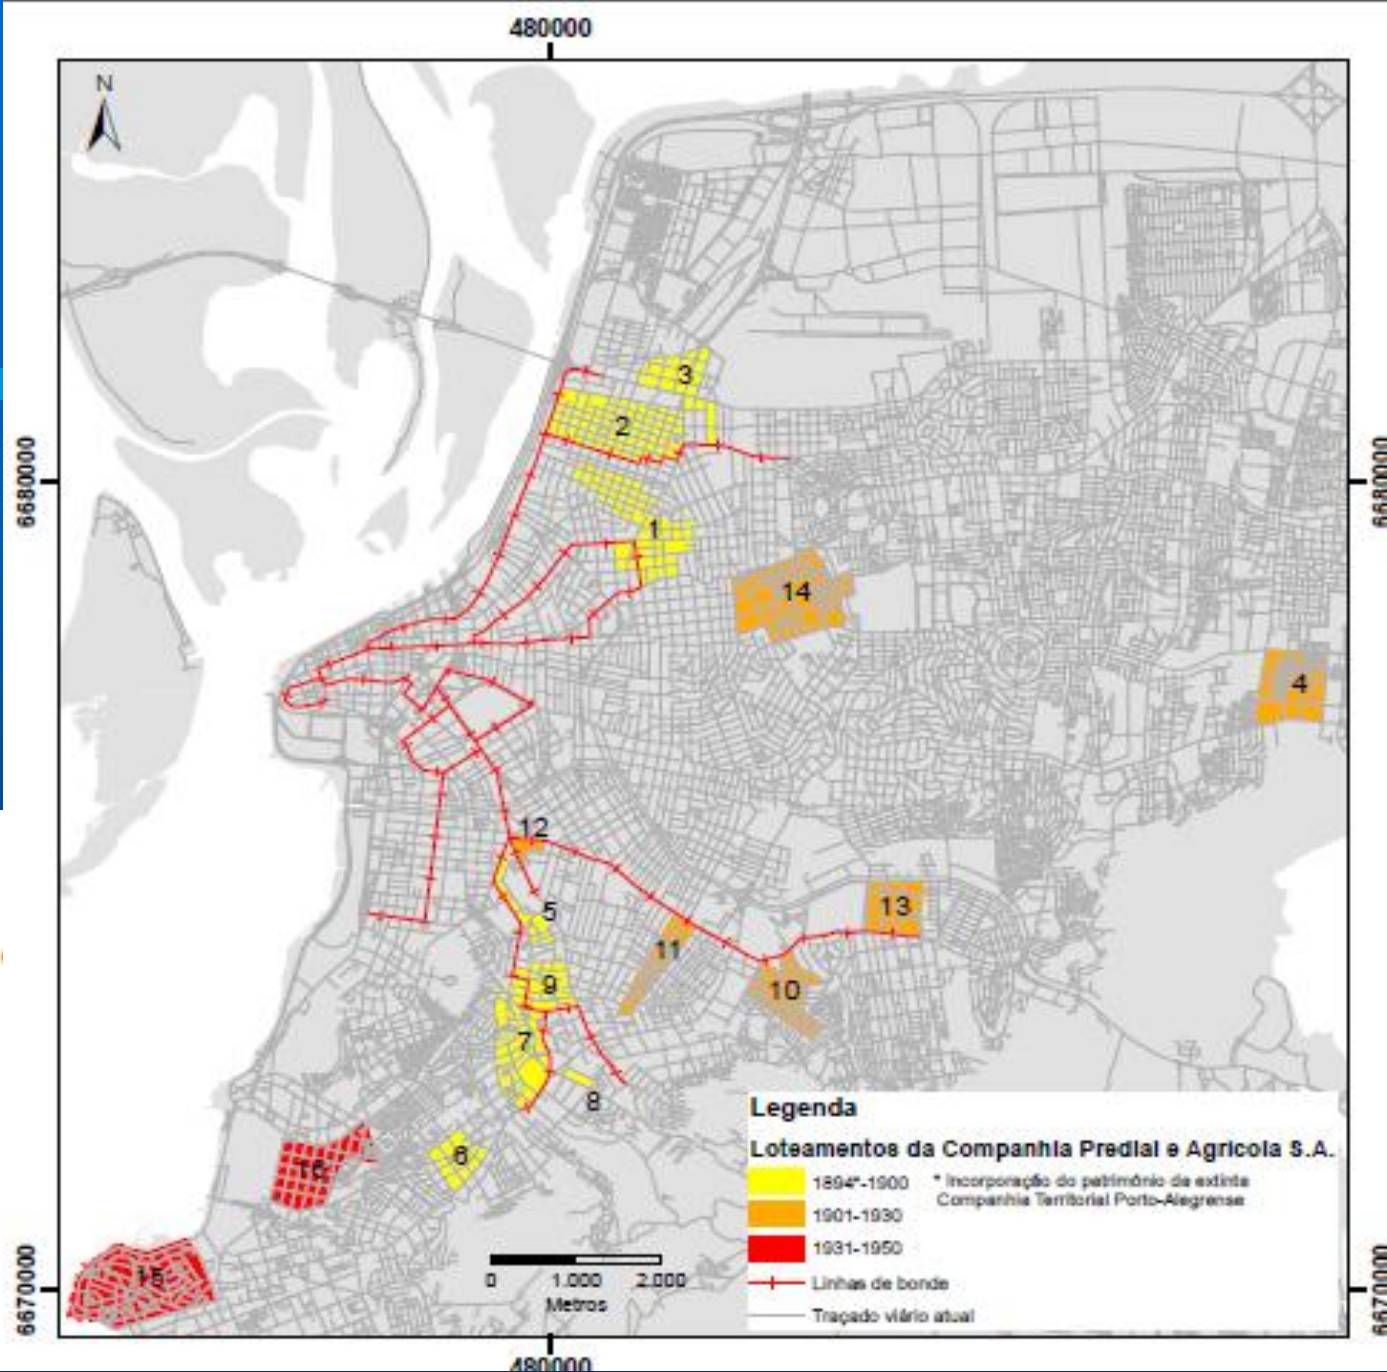 480000
N
3
2
6680000
6680000
1
14
4
12
5
13
11
9
10
7
8
6
16
15
Legenda
Loteamentos da Companhia Predial e Agrícola S.A.
1894*-1900
* Incorporação do patrimônio da extinta
Companhia Territorial Porto-Alegrense
1901-1930
1931-1950
Linhas de bonde
Traçado viário atual
0 1.000 2.000
Metros
6670000
6670000
480000